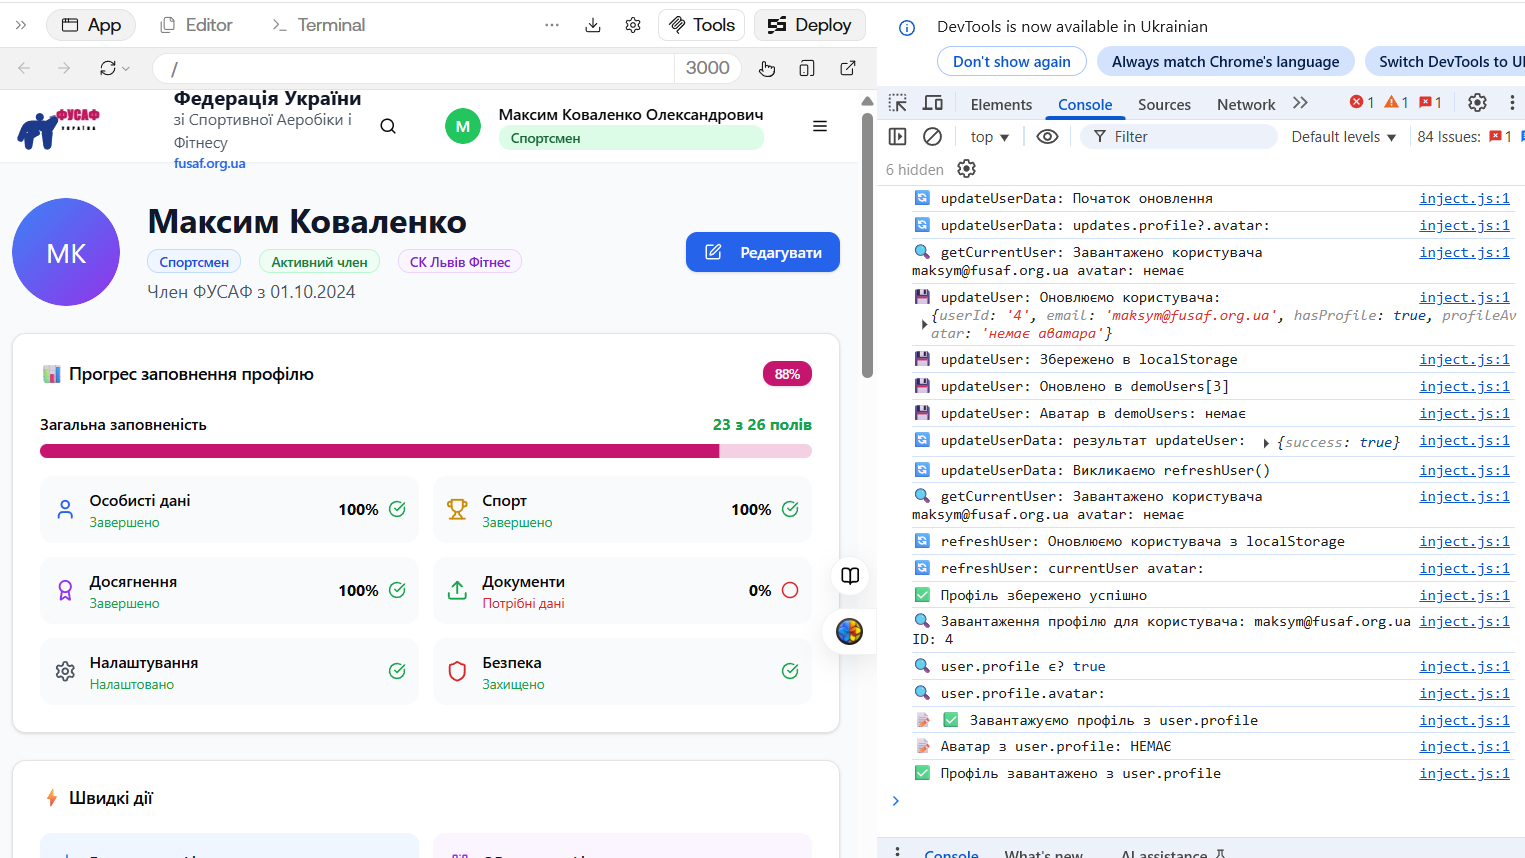 App
Editor
Terminal
Tools
Deploy
/
3000
ФУСАФ
УКРАЇНА
Федерація України
зі Спортивної Аеробіки і
Фітнесу
fusaf.org.ua
М
Максим Коваленко Олександрович
Спортсмен
МК
Максим Коваленко
Спортсмен
Активний член
СК Львів Фітнес
Член ФУСАФ з 01.10.2024
Редагувати
Прогрес заповнення профілю
88%
Загальна заповненість
23 з 26 полів
Особисті дані
Завершено
100%
Спорт
Завершено
100%
Досягнення
Завершено
100%
Документи
Потрібні дані
0%
Налаштування
Налаштовано
Безпека
Захищено
Швидкі дії
DevTools is now available in Ukrainian
Don't show again
Always match Chrome's language
Switch DevTools to U
Elements
Console
Sources
Network
1
1
1
top
Filter
Default levels
84 Issues:
1
6 hidden
updateUserData: Початок оновлення inject.js:1
updateUserData: updates.profile?.avatar: inject.js:1
getCurrentUser: Завантажено користувача inject.js:1
maksym@fusaf.org.ua avatar: немає
updateUser: Оновлюємо користувача: inject.js:1
{userId: '4', email: 'maksym@fusaf.org.ua', hasProfile: true, profileAv
atar: 'немає аватара'}
updateUser: Збережено в localStorage inject.js:1
updateUser: Оновлено в demoUsers[3] inject.js:1
updateUser: Аватар в demoUsers: немає inject.js:1
updateUserData: результат updateUser: {success: true} inject.js:1
updateUserData: Викликаємо refreshUser() inject.js:1
getCurrentUser: Завантажено користувача inject.js:1
maksym@fusaf.org.ua avatar: немає
refreshUser: Оновлюємо користувача з localStorage inject.js:1
refreshUser: currentUser avatar: inject.js:1
Профіль збережено успішно inject.js:1
Завантаження профілю для користувача: maksym@fusaf.org.ua inject.js:1
ID: 4
user.profile є? true inject.js:1
user.profile.avatar: inject.js:1
Завантажуємо профіль з user.profile inject.js:1
Аватар з user.profile: НЕМАЄ inject.js:1
Профіль завантажено з user.profile inject.js:1
Console
What's new
AI assistance